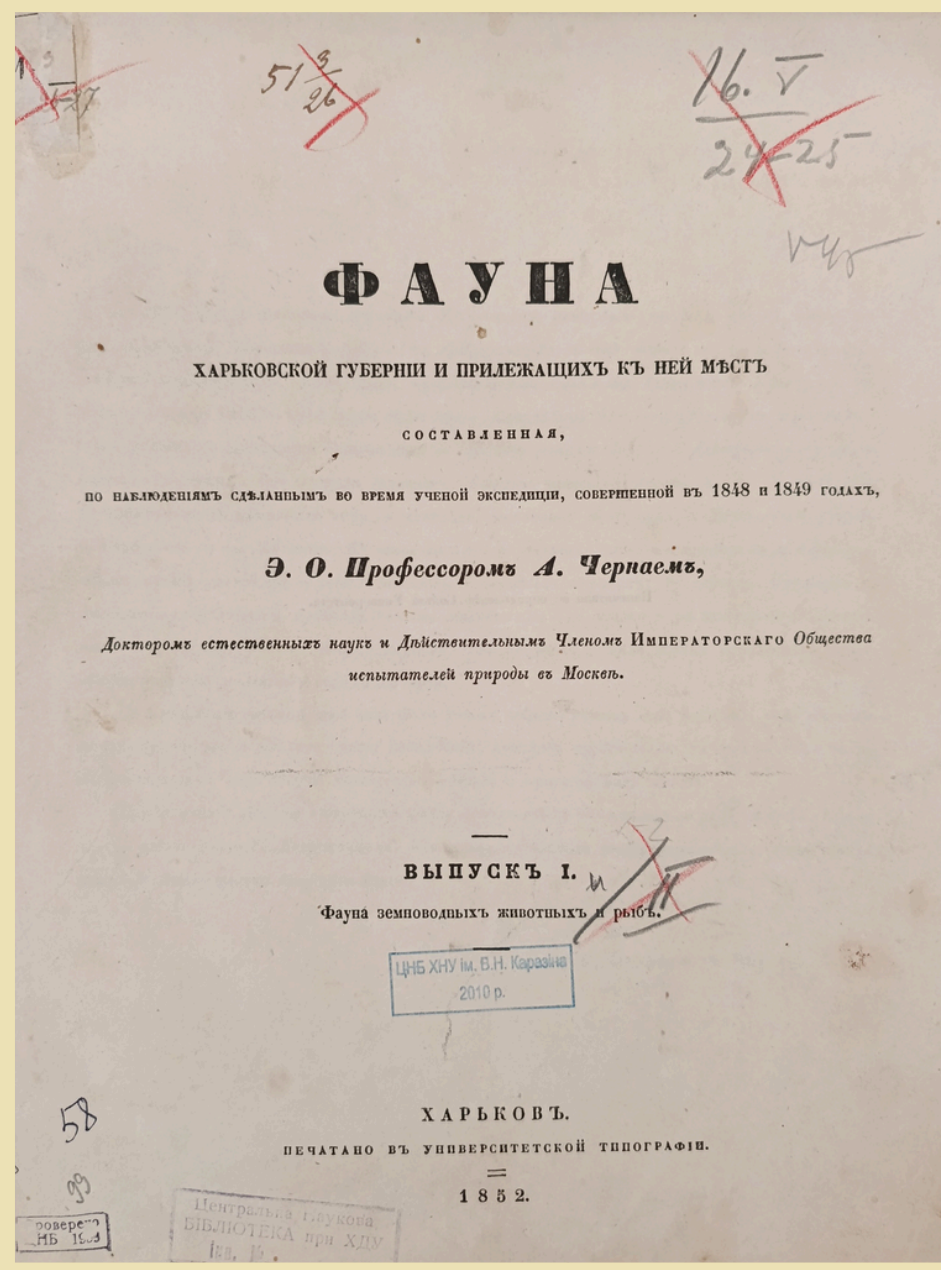 51 3/26
16. V
24-25
ФАУНА
ХАРЬКОВСКОЙ ГУБЕРНІИ И ПРИЛЕЖАЩИХЪ КЪ НЕЙ МѢСТЪ
СОСТАВЛЕННАЯ,
ПО НАБЛЮДЕНІЯМЪ СДѢЛАННЫМЪ ВО ВРЕМЯ УЧЕНОЙ ЭКСПЕДИЦІИ, СОВЕРШЕННОЙ ВЪ 1848 И 1849 ГОДАХЪ,
Э. О. Профессоромъ А. Чернаемъ,
Докторомъ естественныхъ наукъ и Дѣйствительнымъ Членомъ ИМПЕРАТОРСКАГО Общества
испытателей природы въ Москвѣ.
ВЫПУСКЪ I.
Фауна земноводныхъ животныхъ и рыбъ.
ЦНБ ХНУ ім. В.Н. Каразіна
2010 р.
ХАРЬКОВЪ.
ПЕЧАТАНО ВЪ УНИВЕРСИТЕТСКОЙ ТИПОГРАФІИ.
1852.
58
99
Центральна Наукова
БІБЛІОТЕКА при ХДУ
Інв. №